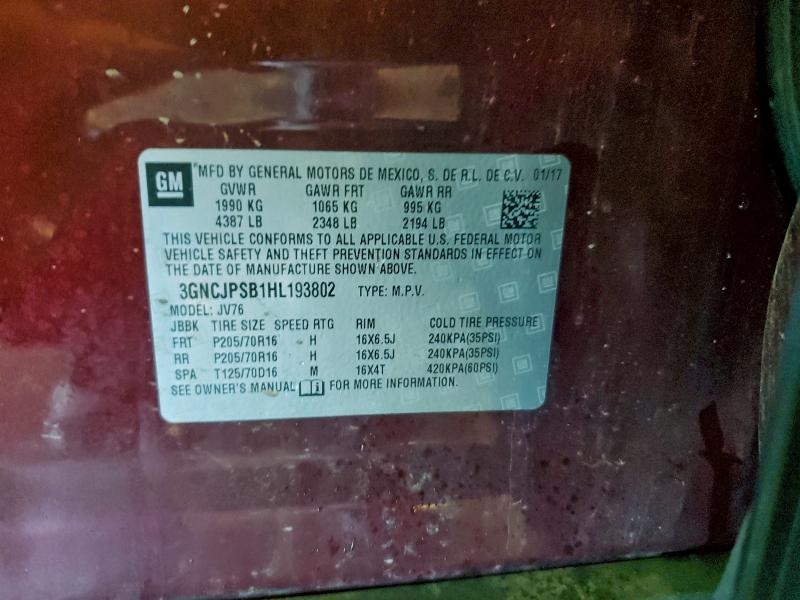 GM
MFD BY GENERAL MOTORS DE MEXICO, S. DE R.L. DE C.V. 01/17
GVWR GAWR FRT GAWR RR
1990 KG 1065 KG 995 KG
4387 LB 2348 LB 2194 LB
THIS VEHICLE CONFORMS TO ALL APPLICABLE U.S. FEDERAL MOTOR
VEHICLE SAFETY AND THEFT PREVENTION STANDARDS IN EFFECT ON
THE DATE OF MANUFACTURE SHOWN ABOVE.
3GNCJPSB1HL193802 TYPE: M.P.V.
MODEL: JV76
JBBK TIRE SIZE SPEED RTG RIM COLD TIRE PRESSURE
FRT P205/70R16 H 16X6.5J 240KPA(35PSI)
RR P205/70R16 H 16X6.5J 240KPA(35PSI)
SPA T125/70D16 M 16X4T 420KPA(60PSI)
SEE OWNER'S MANUAL i FOR MORE INFORMATION.